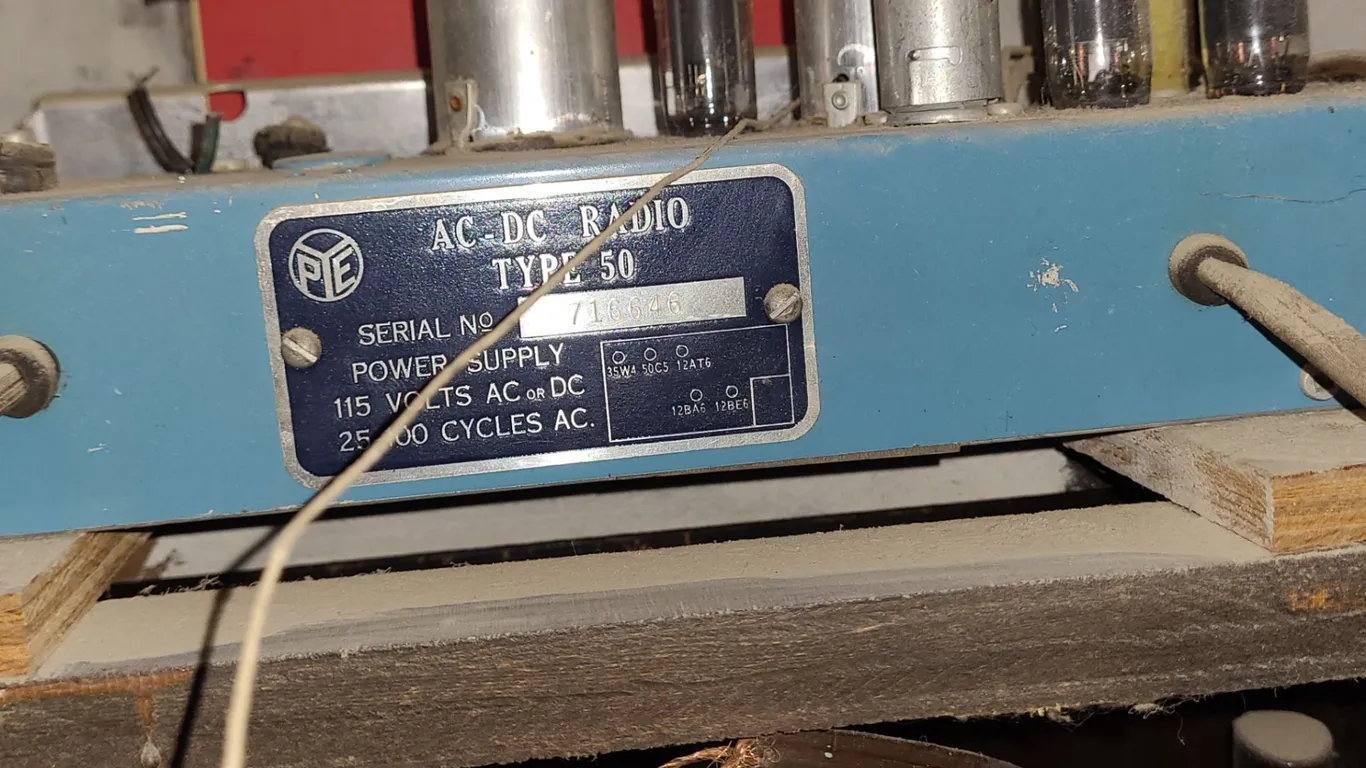 PYE
AC-DC RADIO
TYPE 50
SERIAL Nº 716646
POWER SUPPLY
115 VOLTS AC OR DC
25-100 CYCLES AC.
35W4 50C5 12AT6
12BA6 12BE6